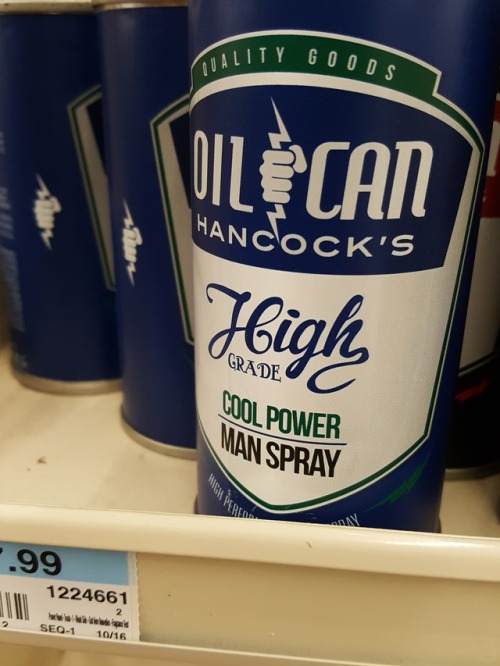 QUALITY GOODS
OIL CAN
HANCOCK'S
High
GRADE
COOL POWER
MAN SPRAY
HIGH
.99
1224661
2
2
SEQ-1 10/16